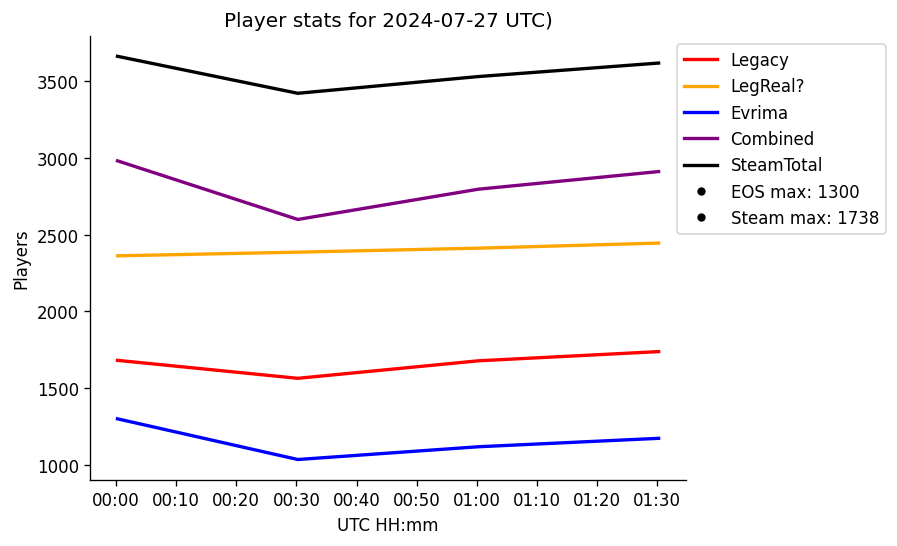 Player stats for 2024-07-27 UTC)
Legacy
LegReal?
Evrima
Combined
SteamTotal
EOS max: 1300
Steam max: 1738
Players
3500
3000
2500
2000
1500
1000
00:00 00:10 00:20 00:30 00:40 00:50 01:00 01:10 01:20 01:30
UTC HH:mm